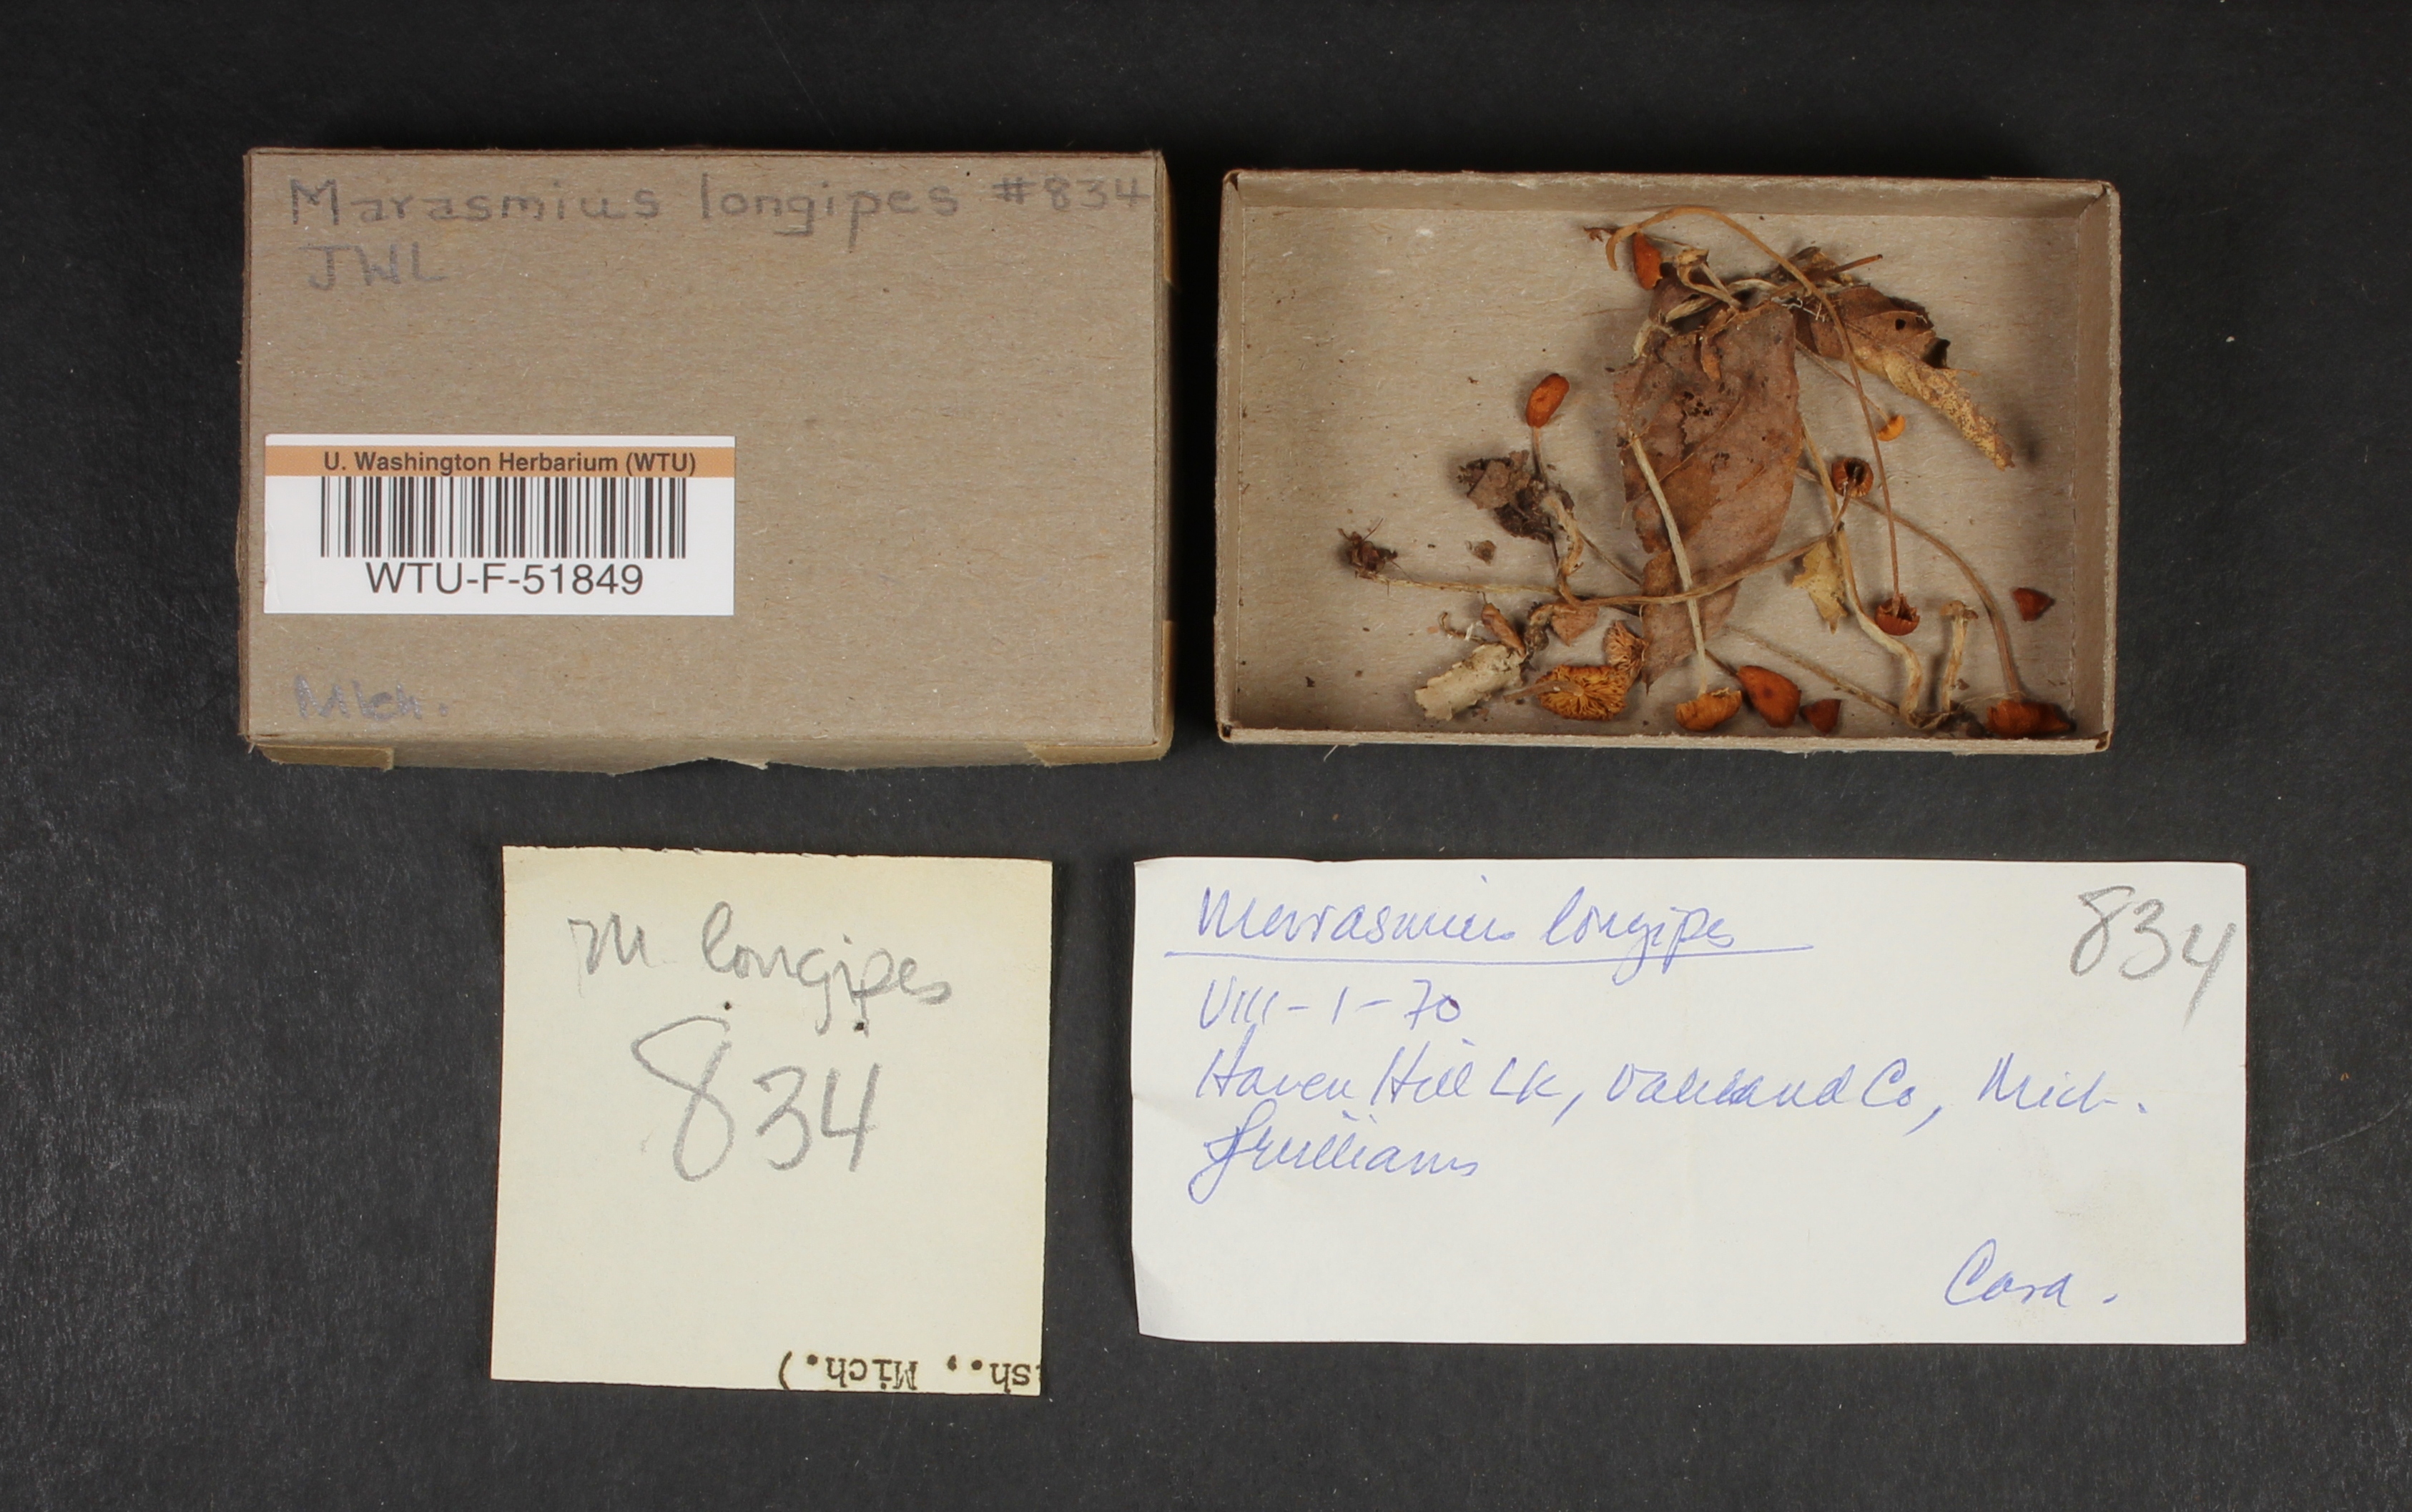 Marasmius longipes #834
JWL
U. Washington Herbarium (WTU)
WTU-F-51849
Mich.
M longipes
834
sh., Mich.)
Marasmius longipes
834
VIII-1-70
Haven Hill LK, Oakland Co, Mich.